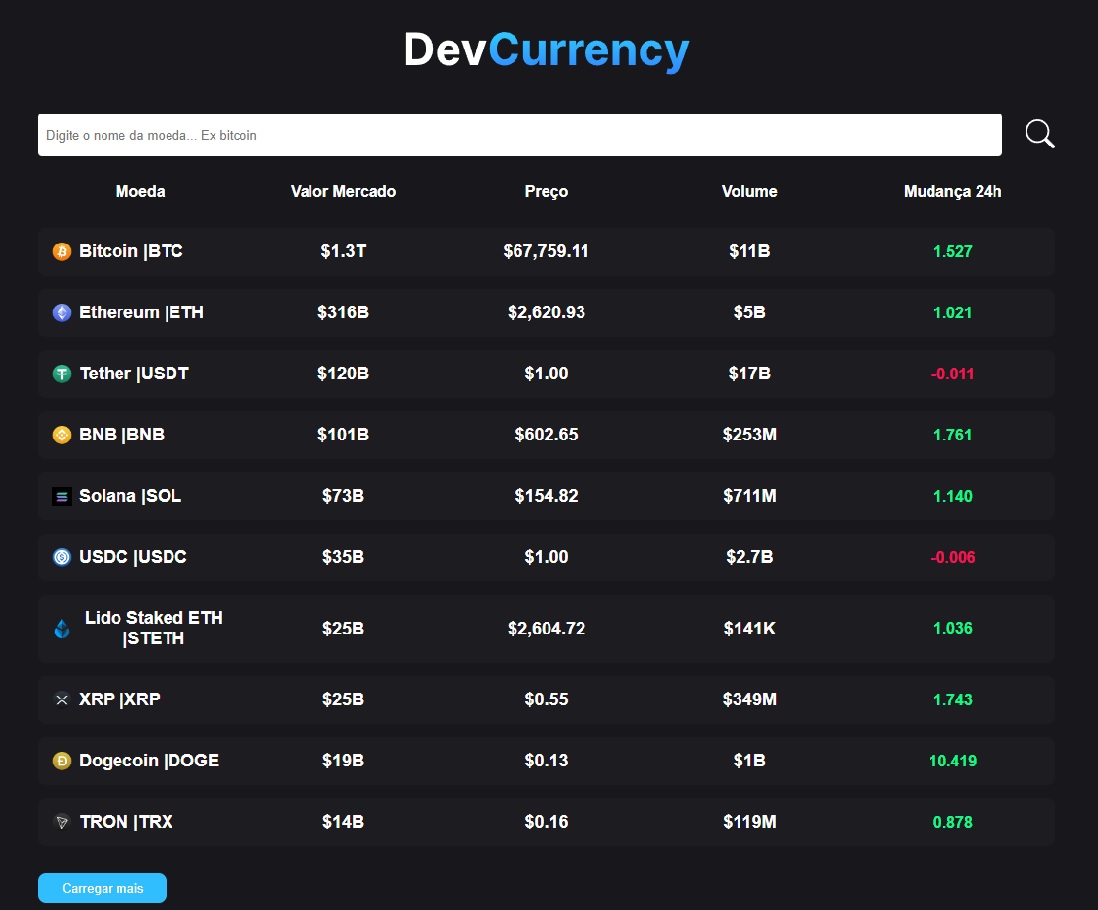 DevCurrency
Digite o nome da moeda... Ex bitcoin
Moeda Valor Mercado Preço Volume Mudança 24h
Bitcoin |BTC $1.3T $67,759.11 $11B 1.527
Ethereum |ETH $316B $2,620.93 $5B 1.021
Tether |USDT $120B $1.00 $17B -0.011
BNB |BNB $101B $602.65 $253M 1.761
Solana |SOL $73B $154.82 $711M 1.140
USDC |USDC $35B $1.00 $2.7B -0.006
Lido Staked ETH
|STETH $25B $2,604.72 $141K 1.036
XRP |XRP $25B $0.55 $349M 1.743
Dogecoin |DOGE $19B $0.13 $1B 10.419
TRON |TRX $14B $0.16 $119M 0.878
Carregar mais